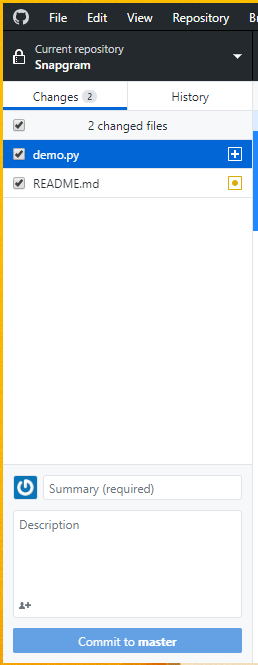 File Edit View Repository
Current repository
Snapgram
Changes 2 History
2 changed files
demo.py
README.md
Summary (required)
Description
Commit to master